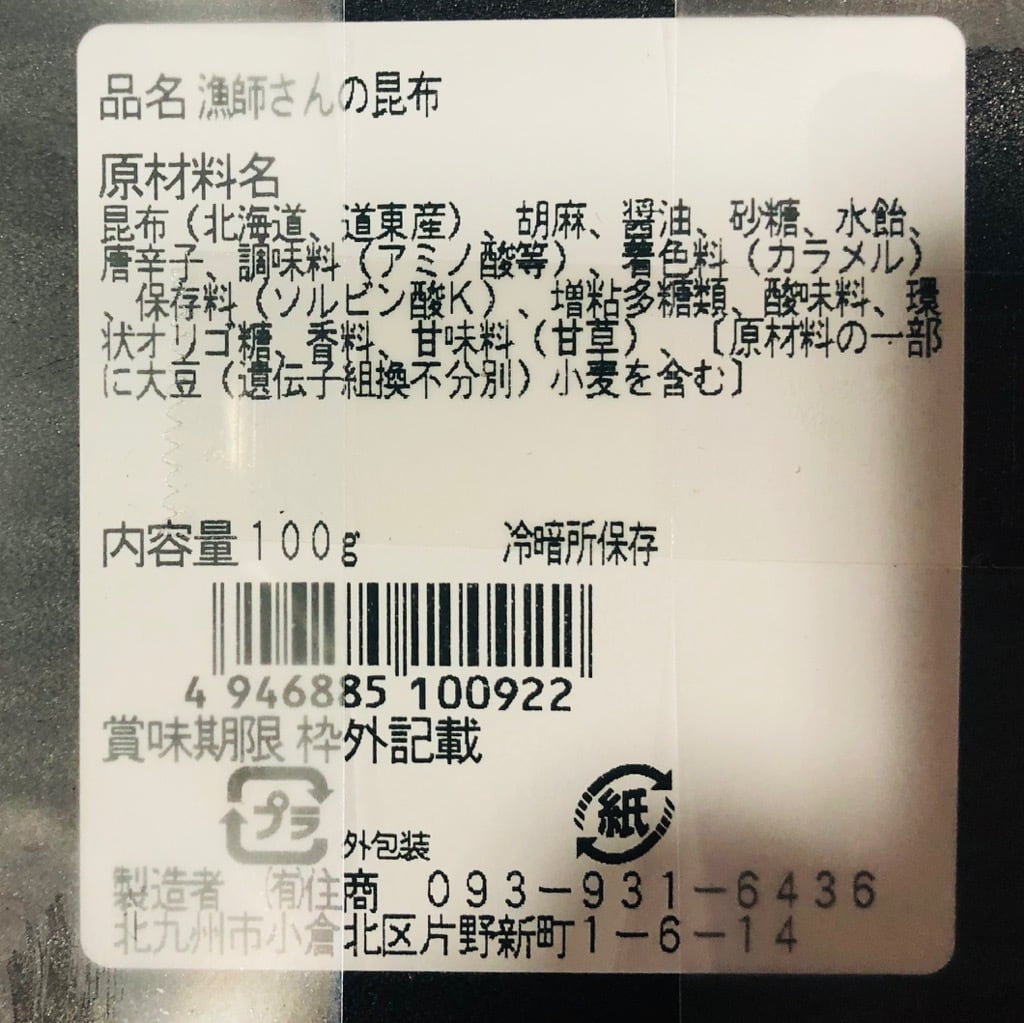 品名 漁師さんの昆布
原材料名
昆布（北海道、道東産）、胡麻、醤油、砂糖、水飴、
唐辛子、調味料（アミノ酸等）、着色料（カラメル）
、保存料（ソルビン酸K）、増粘多糖類、酸味料、環
状オリゴ糖、香料、甘味料（甘草）、［原材料の一部
に大豆（遺伝子組換不分別）小麦を含む］
内容量100g 冷暗所保存
4 946885 100922
賞味期限 枠外記載
プラ 外包装 紙
製造者 (有)住商 093-931-6436
北九州市小倉北区片野新町1-6-14